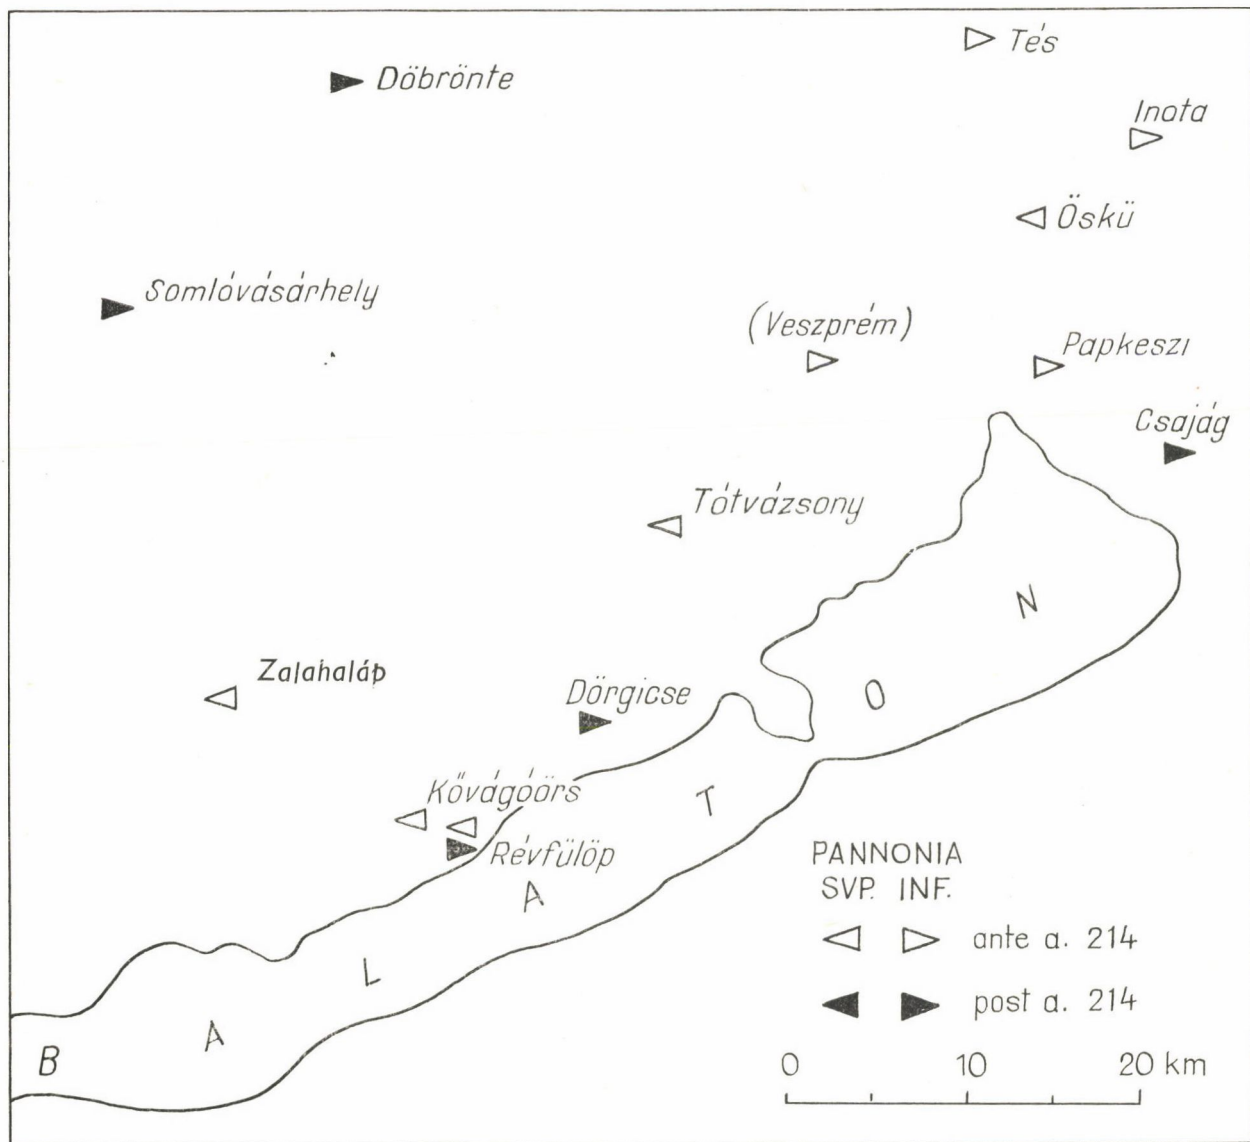 Tés
Döbrönte
Inota
Öskü
Somlóvásárhely
(Veszprém)
Papkeszi
Csajág
Tótvázsony
Zalahaláp
Dörgicse
Kővágóörs
Révfülöp
B A L A T O N
PANNONIA
SVP. INF.
ante a. 214
post a. 214
0 10 20 km